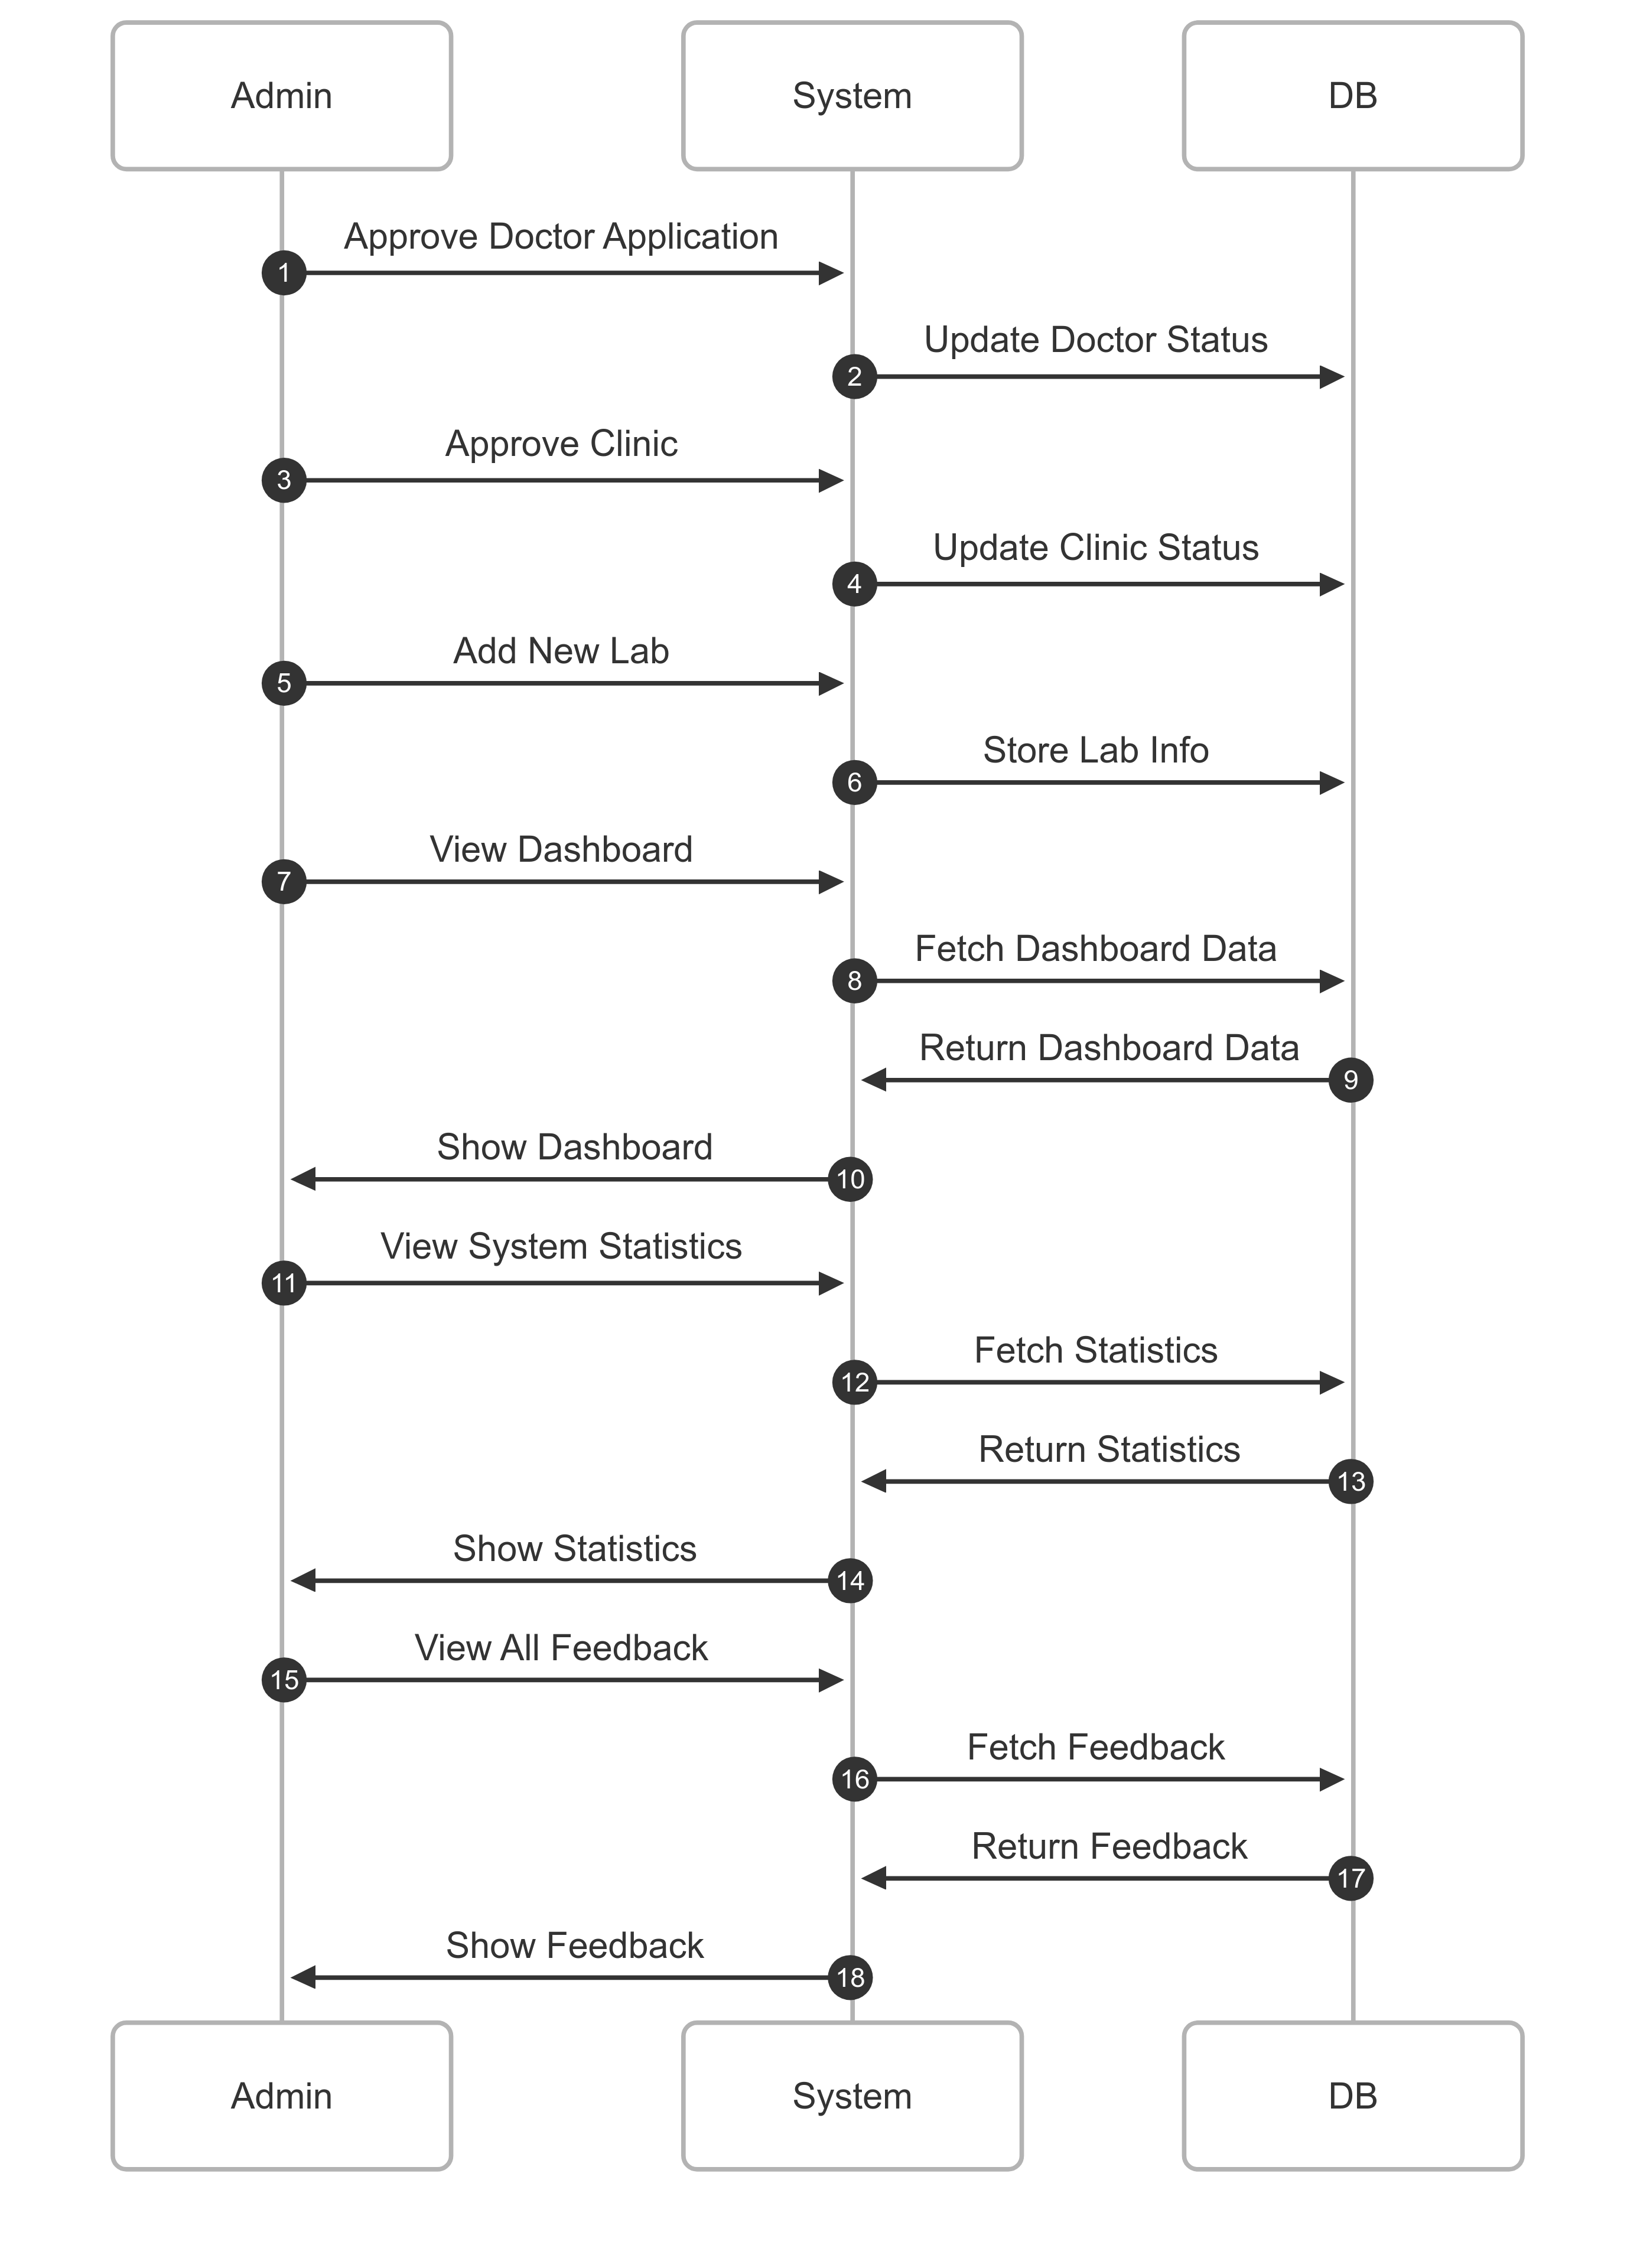 Admin
System
DB
Approve Doctor Application
1
Update Doctor Status
2
Approve Clinic
3
Update Clinic Status
4
Add New Lab
5
Store Lab Info
6
View Dashboard
7
Fetch Dashboard Data
8
Return Dashboard Data
9
Show Dashboard
10
View System Statistics
11
Fetch Statistics
12
Return Statistics
13
Show Statistics
14
View All Feedback
15
Fetch Feedback
16
Return Feedback
17
Show Feedback
18
Admin
System
DB